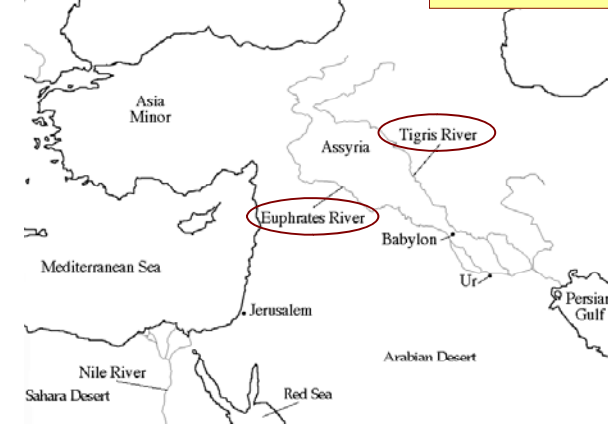 Asia
Minor
Tigris River
Assyria
Euphrates River
Babylon
Mediterranean Sea
Ur
Persian
Gulf
Jerusalem
Arabian Desert
Nile River
Sahara Desert
Red Sea